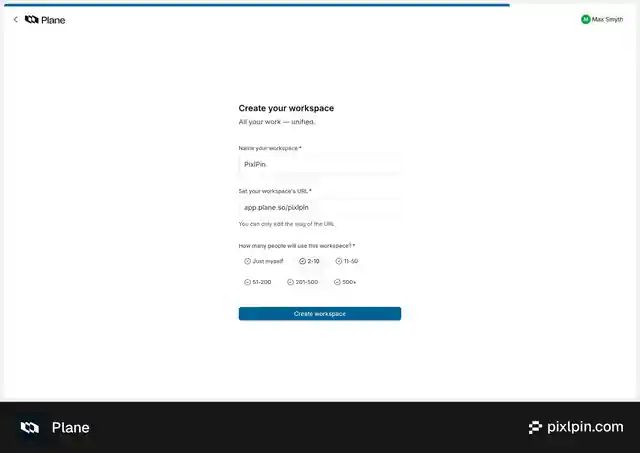 Plane
Max Smyth
M
Create your workspace
All your work — unified.
Name your workspace *
PixlPin
Set your workspace's URL *
app.plane.so/pixlpin
You can only edit the slug of the URL
How many people will use this workspace? *
Just myself 2-10 11-50
51-200 201-500 500+
Create workspace
Plane
pixlpin.com